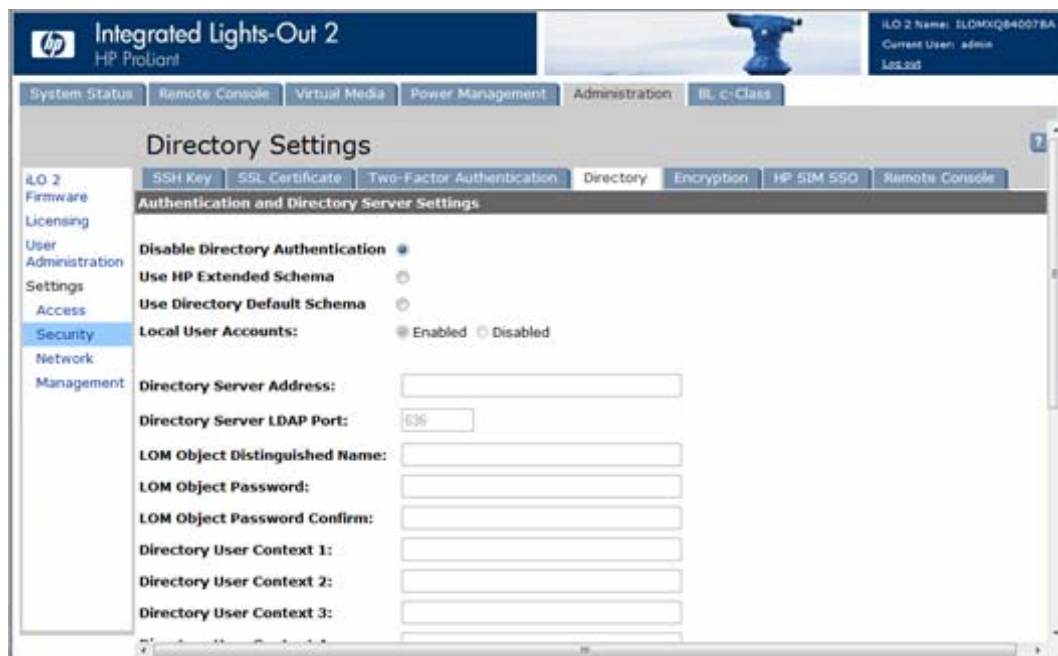 hp
Integrated Lights-Out 2
HP ProLiant
iLO 2 Name: ILOMXQ84007BA
Current User: admin
Log out
System Status Remote Console Virtual Media Power Management Administration BL c-Class
Directory Settings
?
SSH Key SSL Certificate Two-Factor Authentication Directory Encryption HP SIM SSO Remote Console
iLO 2
Firmware
Licensing
User
Administration
Settings
Access
Security
Network
Management
Authentication and Directory Server Settings
Disable Directory Authentication
Use HP Extended Schema
Use Directory Default Schema
Local User Accounts: Enabled Disabled
Directory Server Address:
Directory Server LDAP Port: 636
LOM Object Distinguished Name:
LOM Object Password:
LOM Object Password Confirm:
Directory User Context 1:
Directory User Context 2:
Directory User Context 3: